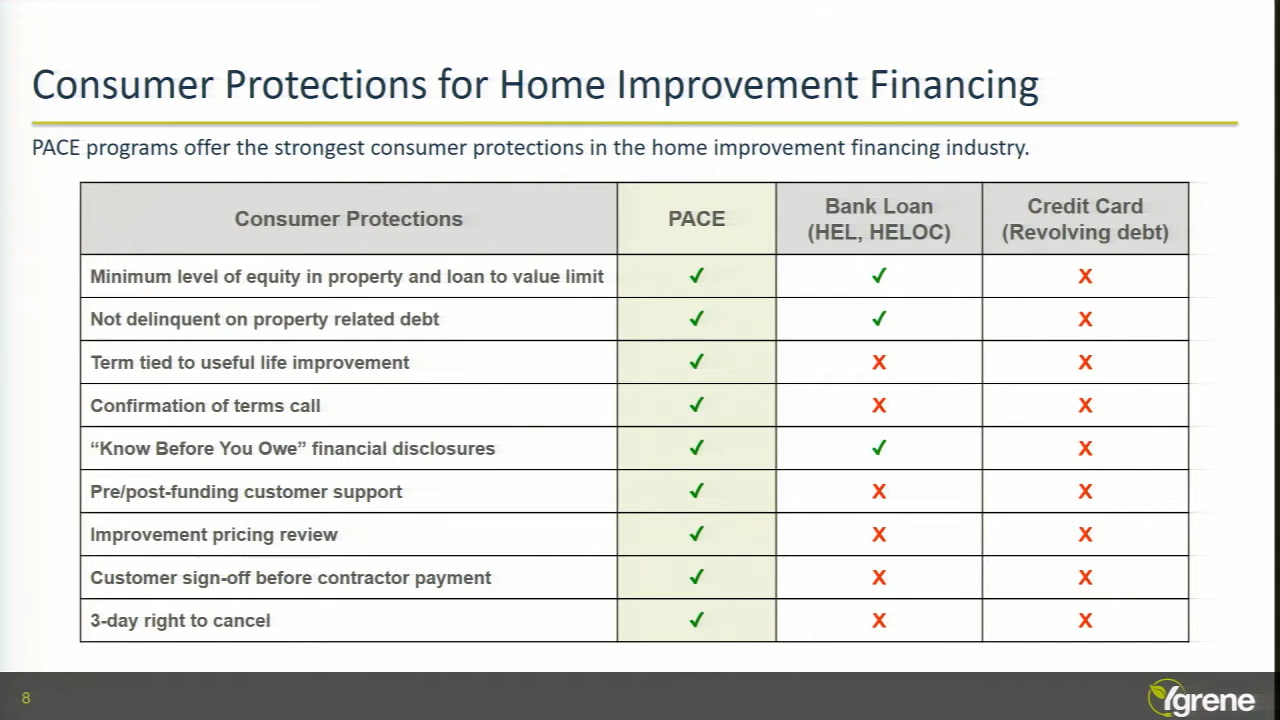 Consumer Protections for Home Improvement Financing
PACE programs offer the strongest consumer protections in the home improvement financing industry.
Consumer Protections PACE Bank Loan (HEL, HELOC) Credit Card (Revolving debt)
Minimum level of equity in property and loan to value limit ✓ ✓ X
Not delinquent on property related debt ✓ ✓ X
Term tied to useful life improvement ✓ X X
Confirmation of terms call ✓ X X
“Know Before You Owe” financial disclosures ✓ ✓ X
Pre/post-funding customer support ✓ X X
Improvement pricing review ✓ X X
Customer sign-off before contractor payment ✓ X X
3-day right to cancel ✓ X X
8
Ygrene